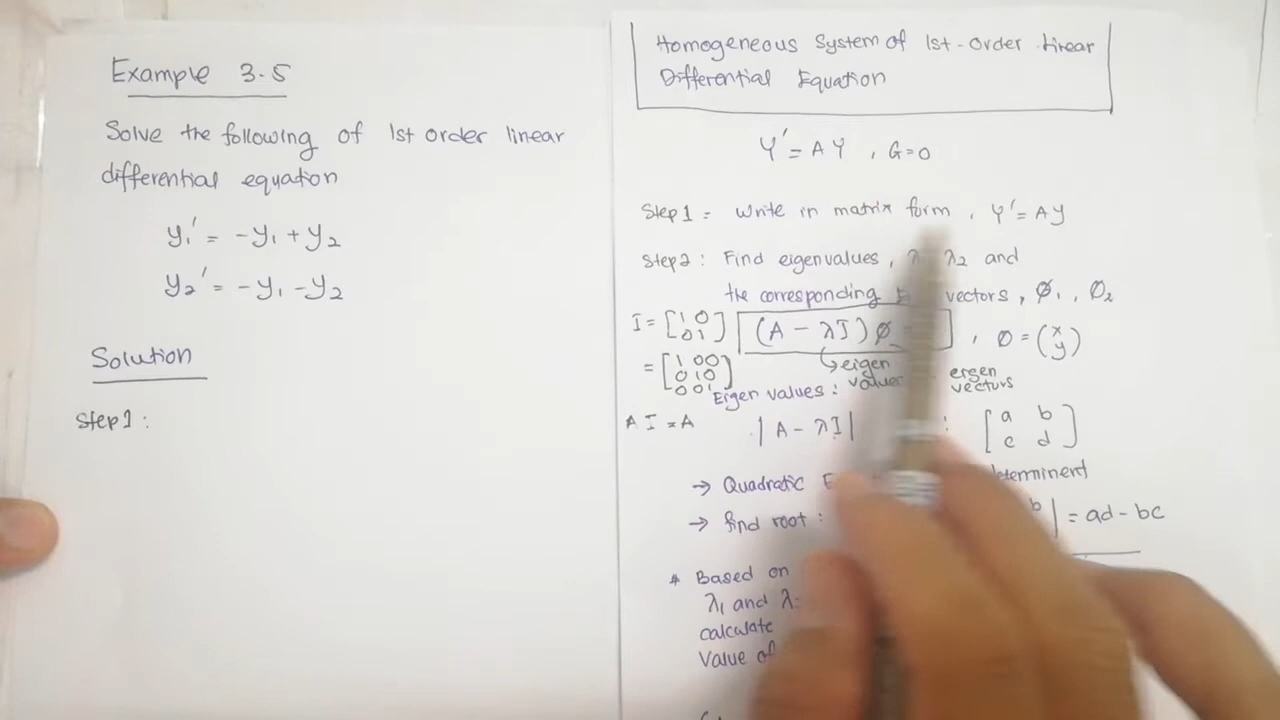 Example 3.5
Solve the following of 1st order linear
differential equation
y₁' = -y₁ + y₂
y₂' = -y₁ - y₂
Solution
Step 1 :
Homogeneous System of 1st-Order Linear
Differential Equation
Y' = AY , G=0
Step 1 = Write in matrix form , Y' = AY
Step 2 : Find eigenvalues , λ₂ and
the corresponding vectors , Ø₁ , Ø₂
I = [1 0
0 1] (A - λI) Ø , Ø = (x
y)
= [1 0 0
0 1 0
0 0 1]
eigen
values
eigen
vectors
Eigen values :
A I = A |A - λI| : [a b
c d]
→ Quadratic determinent
→ find root : b| = ad - bc
* Based on
λ₁ and λ
calculate
Value of